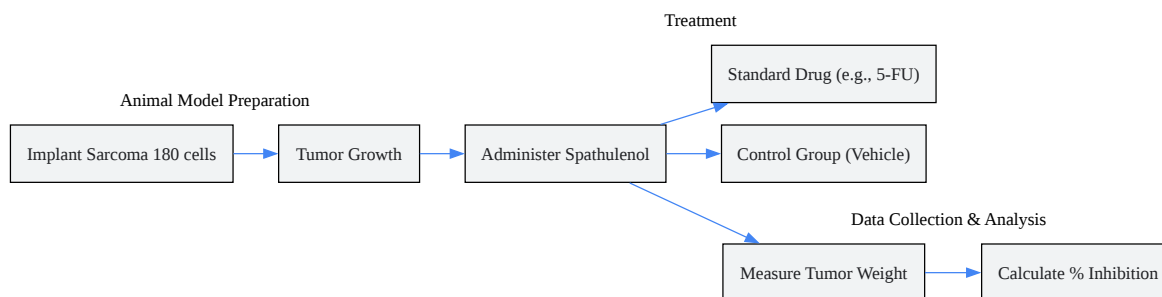 Treatment
Standard Drug (e.g., 5-FU)
Animal Model Preparation
Implant Sarcoma 180 cells
Tumor Growth
Administer Spathulenol
Control Group (Vehicle)
Data Collection & Analysis
Measure Tumor Weight
Calculate % Inhibition